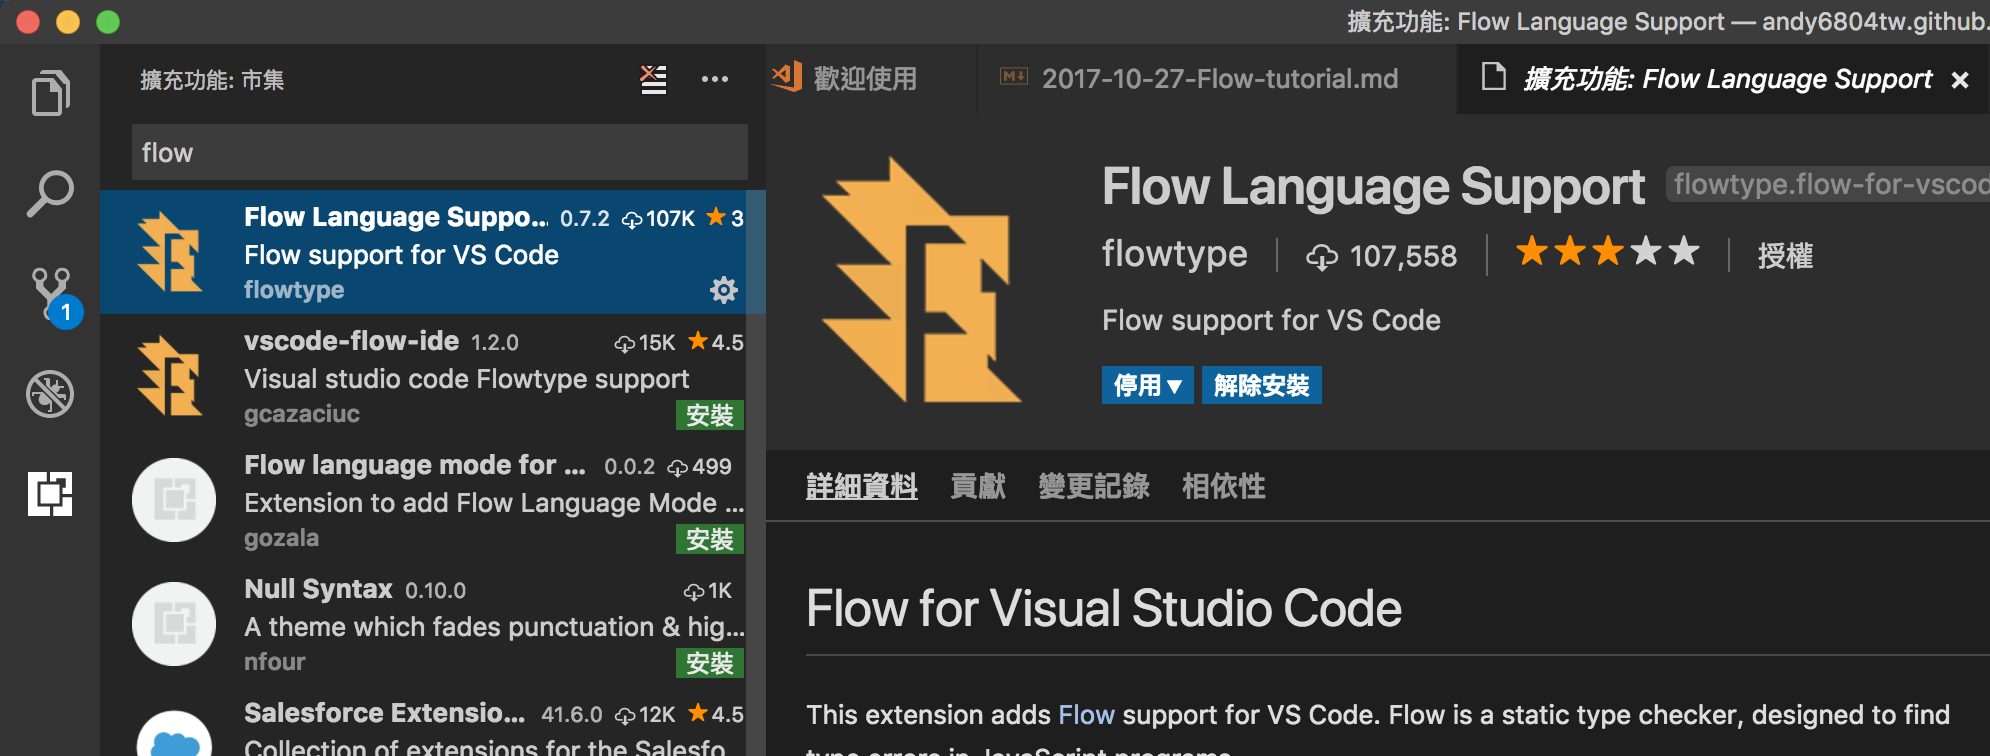 擴充功能: Flow Language Support — andy6804tw.github.
擴充功能: 市集
flow
Flow Language Suppo... 0.7.2 107K ★ 3
Flow support for VS Code
flowtype
vscode-flow-ide 1.2.0 15K ★ 4.5
Visual studio code Flowtype support
gcazaciuc 安裝
Flow language mode for ... 0.0.2 499
Extension to add Flow Language Mode ...
gozala 安裝
Null Syntax 0.10.0 1K
A theme which fades punctuation & hig...
nfour 安裝
Salesforce Extensio... 41.6.0 12K ★ 4.5
Collection of extensions for the Salesfo
1
歡迎使用 2017-10-27-Flow-tutorial.md 擴充功能: Flow Language Support ×
Flow Language Support flowtype.flow-for-vscod
flowtype 107,558 ★★★★★ 授權
Flow support for VS Code
停用▼ 解除安裝
詳細資料 貢獻 變更記錄 相依性
Flow for Visual Studio Code
This extension adds Flow support for VS Code. Flow is a static type checker, designed to find
type errors in JavaScript programs